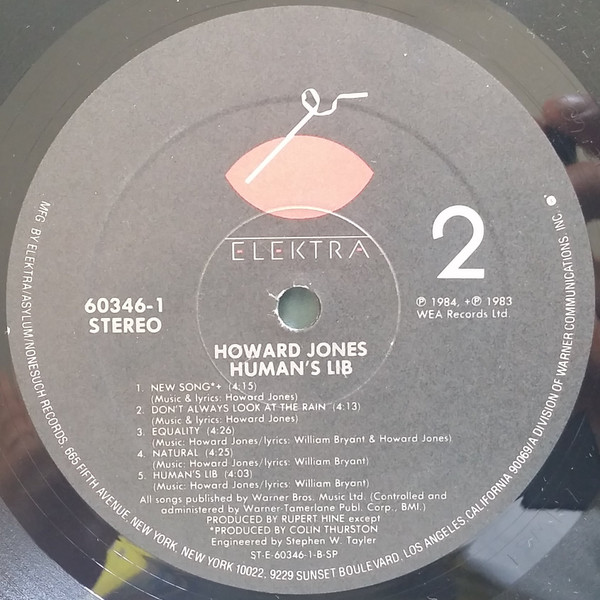 ELEKTRA
2
60346-1
STEREO
℗ 1984, +℗ 1983
WEA Records Ltd.
HOWARD JONES
HUMAN'S LIB
1. NEW SONG*+ (4:15)
(Music & lyrics: Howard Jones)
2. DON'T ALWAYS LOOK AT THE RAIN (4:13)
(Music & lyrics: Howard Jones)
3. EQUALITY (4:26)
(Music: Howard Jones/lyrics: William Bryant & Howard Jones)
4. NATURAL (4:25)
(Music: Howard Jones/lyrics: William Bryant)
5. HUMAN'S LIB (4:03)
(Music: Howard Jones/lyrics: William Bryant)
All songs published by Warner Bros. Music Ltd. (Controlled and
administered by Warner-Tamerlane Publ. Corp., BMI.)
PRODUCED BY RUPERT HINE except
*PRODUCED BY COLIN THURSTON
Engineered by Stephen W. Tayler
ST-E-60346-1-B-SP
MFG. BY ELEKTRA/ASYLUM/NONESUCH RECORDS, 665 FIFTH AVENUE, NEW YORK, NEW YORK 10022. 9229 SUNSET BOULEVARD, LOS ANGELES, CALIFORNIA 90069/A DIVISION OF WARNER COMMUNICATIONS, INC.